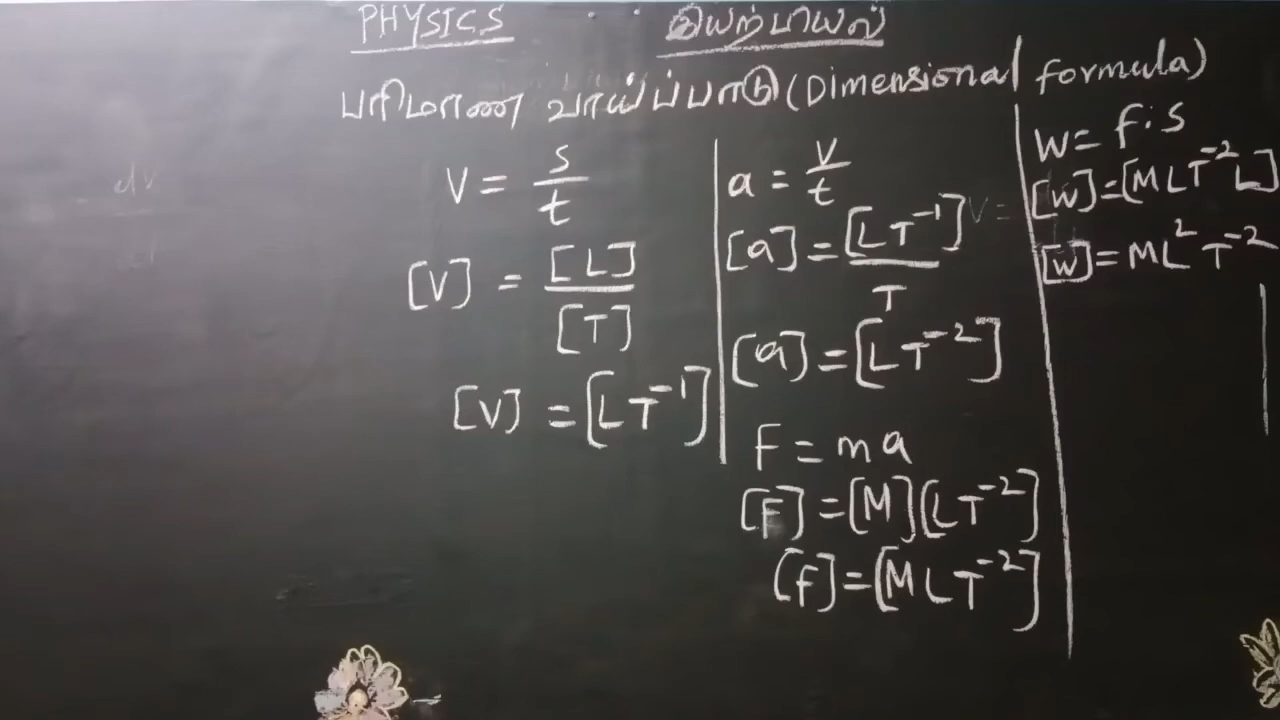 PHYSICS இயற்பியல்
பரிமாண வாய்ப்பாடு (Dimensional formula)
V = s/t
[V] = [L]/[T]
[V] = [LT⁻¹]
a = v/t
[a] = [LT⁻¹]/T
[a] = [LT⁻²]
F = ma
[F] = [M][LT⁻²]
[f] = [MLT⁻²]
W = f.s
[W] = [MLT⁻²L]
[W] = ML²T⁻²